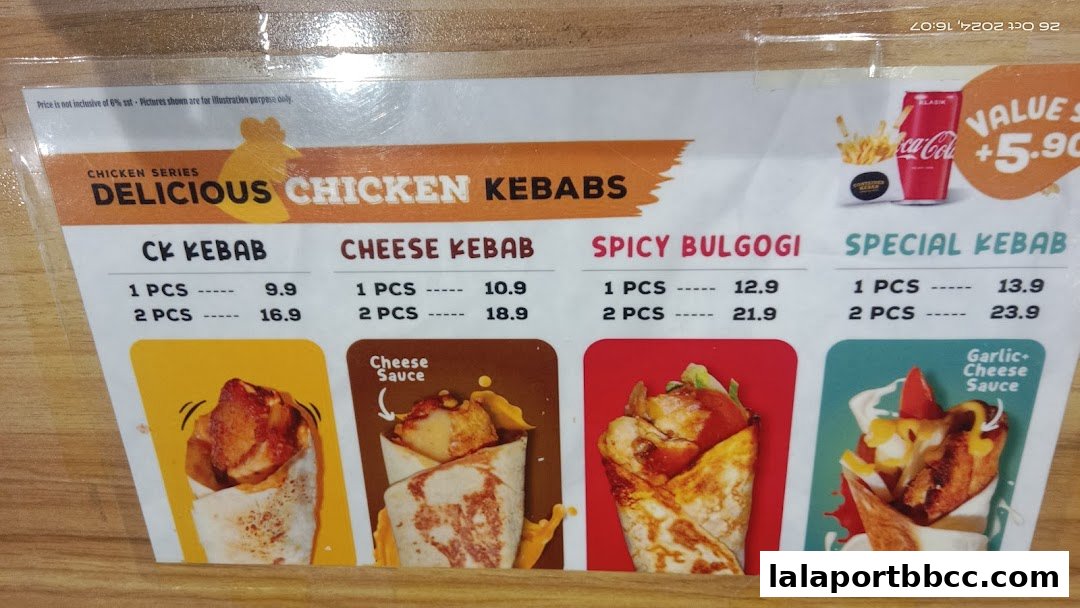 26 Oct 2024, 16:07
Price is not inclusive of 6% sst • Pictures shown are for illustration purpose only.
KLASIK
Coca-Cola
CONTAINER
KEBAB
VALUE S
+5.90
CHICKEN SERIES
DELICIOUS CHICKEN KEBABS
CK KEBAB
1 PCS ----- 9.9
2 PCS ----- 16.9
CHEESE KEBAB
1 PCS ----- 10.9
2 PCS ----- 18.9
SPICY BULGOGI
1 PCS ----- 12.9
2 PCS ----- 21.9
SPECIAL KEBAB
1 PCS ----- 13.9
2 PCS ----- 23.9
Cheese
Sauce
Garlic+
Cheese
Sauce
lalaportbbcc.com